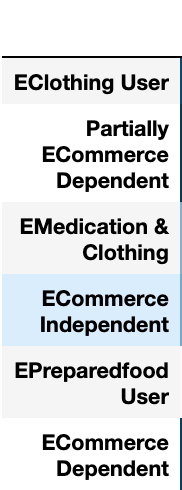 EClothing User
Partially
ECommerce
Dependent
EMedication &
Clothing
ECommerce
Independent
EPreparedfood
User
ECommerce
Dependent